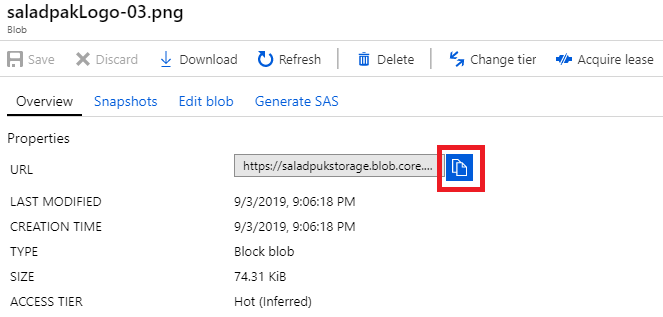 saladpakLogo-03.png
Blob
Save Discard Download Refresh Delete Change tier Acquire lease
Overview Snapshots Edit blob Generate SAS
Properties
URL https://saladpukstorage.blob.core....
LAST MODIFIED 9/3/2019, 9:06:18 PM
CREATION TIME 9/3/2019, 9:06:18 PM
TYPE Block blob
SIZE 74.31 KiB
ACCESS TIER Hot (Inferred)